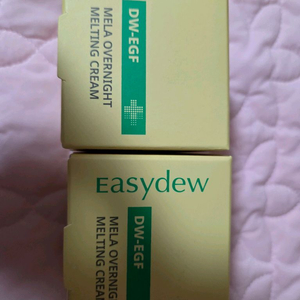 DW-EGF
MELA OVERNIGHT
MELTING CREAM
Easydew
DW-EGF
MELA OVERNIGHT
MELTING CREAM